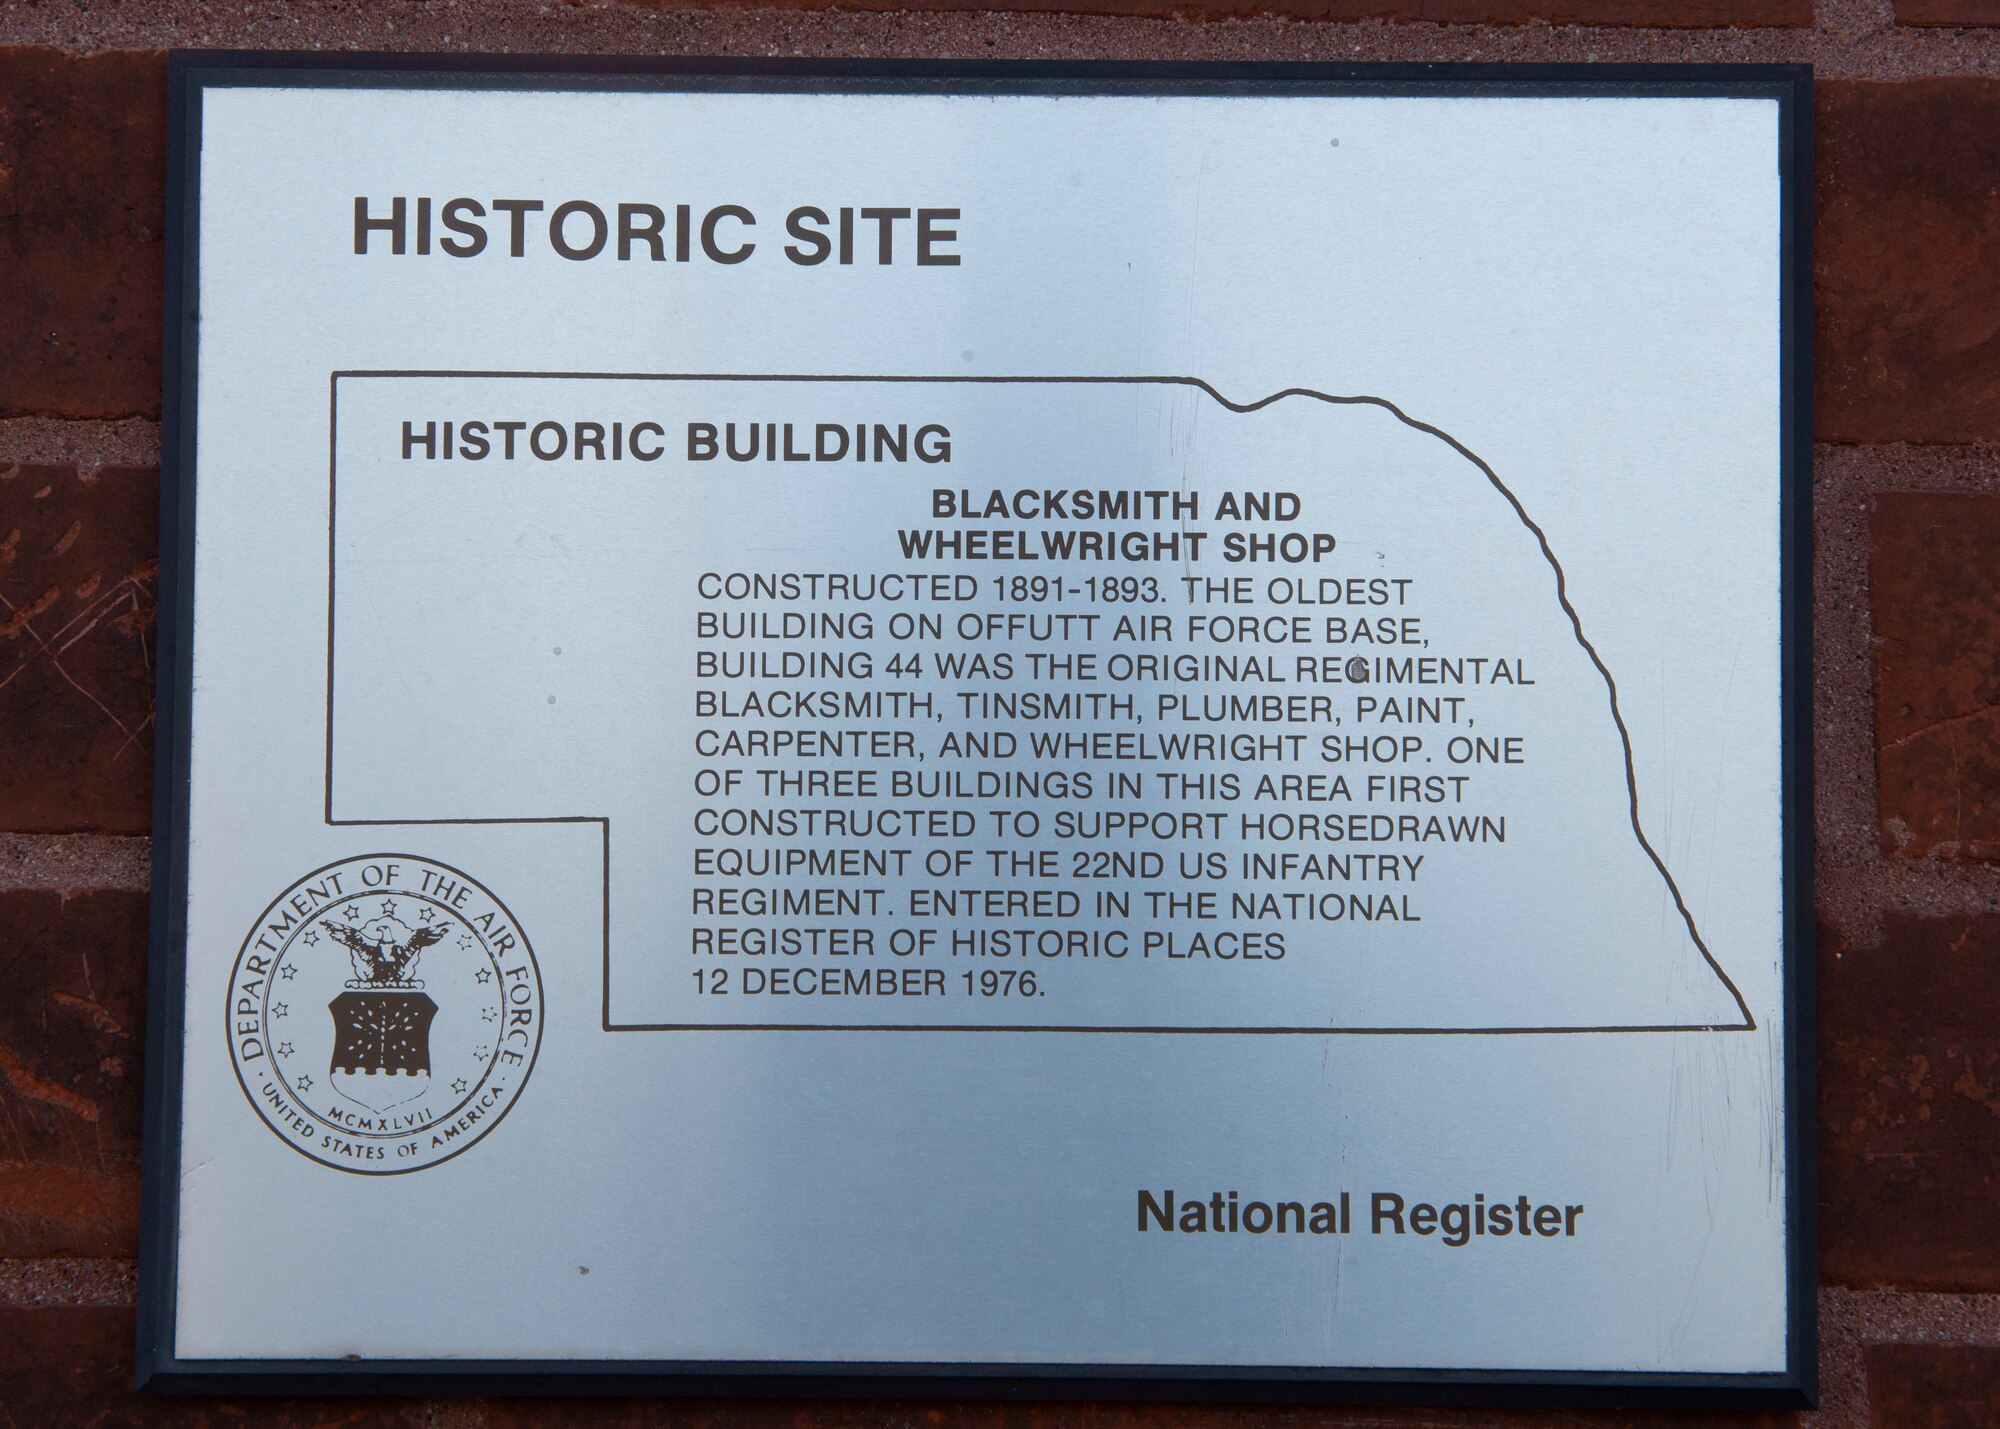 HISTORIC SITE
HISTORIC BUILDING
BLACKSMITH AND
WHEELWRIGHT SHOP
CONSTRUCTED 1891-1893. THE OLDEST
BUILDING ON OFFUTT AIR FORCE BASE,
BUILDING 44 WAS THE ORIGINAL REGIMENTAL
BLACKSMITH, TINSMITH, PLUMBER, PAINT,
CARPENTER, AND WHEELWRIGHT SHOP. ONE
OF THREE BUILDINGS IN THIS AREA FIRST
CONSTRUCTED TO SUPPORT HORSEDRAWN
EQUIPMENT OF THE 22ND US INFANTRY
REGIMENT. ENTERED IN THE NATIONAL
REGISTER OF HISTORIC PLACES
12 DECEMBER 1976.
DEPARTMENT OF THE AIR FORCE
MCMXLVII
· UNITED STATES OF AMERICA ·
National Register